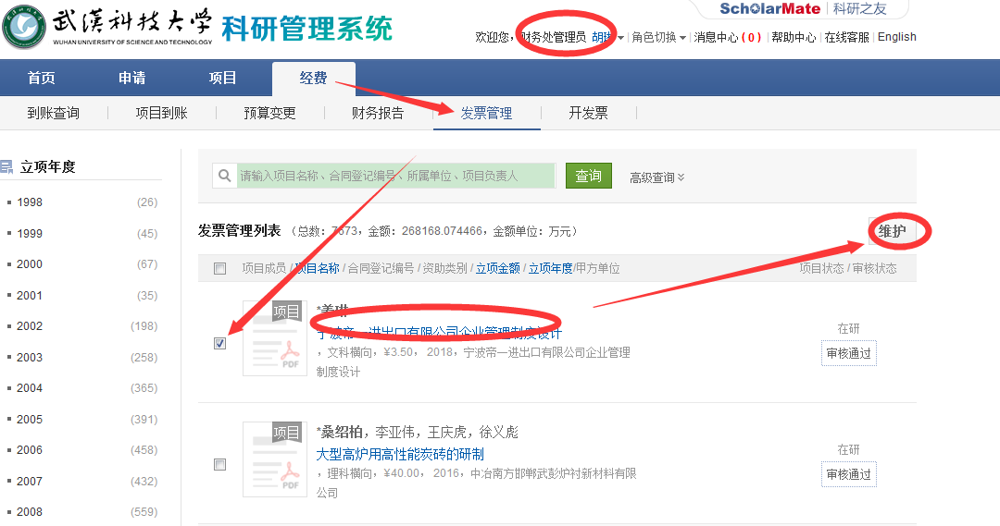 武漢科技大学
WUHAN UNIVERSITY OF SCIENCE AND TECHNOLOGY
科研管理系统
SCHOLARMATE 科研之友
欢迎您，财务处管理员 胡 角色切换 消息中心 ( 0 ) 帮助中心 在线客服 English
首页 申请 项目 经费
到账查询 项目到账 预算变更 财务报告 发票管理 开发票
立项年度
请输入项目名称、合同登记编号、所属单位、项目负责人 查询 高级查询
1998 (26)
1999 (45)
2000 (67)
2001 (35)
2002 (198)
2003 (258)
2004 (365)
2005 (391)
2006 (458)
2007 (432)
2008 (559)
发票管理列表 （总数：7673，金额：268168.074466，金额单位：万元） 维护
项目成员 / 项目名称 / 合同登记编号 / 资助类别 / 立项金额 / 立项年度/甲方单位 项目状态 / 审核状态
项目
PDF
宁波帝一进出口有限公司企业管理制度设计
，文科横向，¥3.50， 2018，宁波帝一进出口有限公司企业管理
制度设计
在研
审核通过
项目
PDF
*桑绍柏，李亚伟，王庆虎，徐义彪
大型高炉用高性能炭砖的研制
，理科横向，¥40.00， 2016，中冶南方邯郸武彭炉衬新材料有限
公司
在研
审核通过